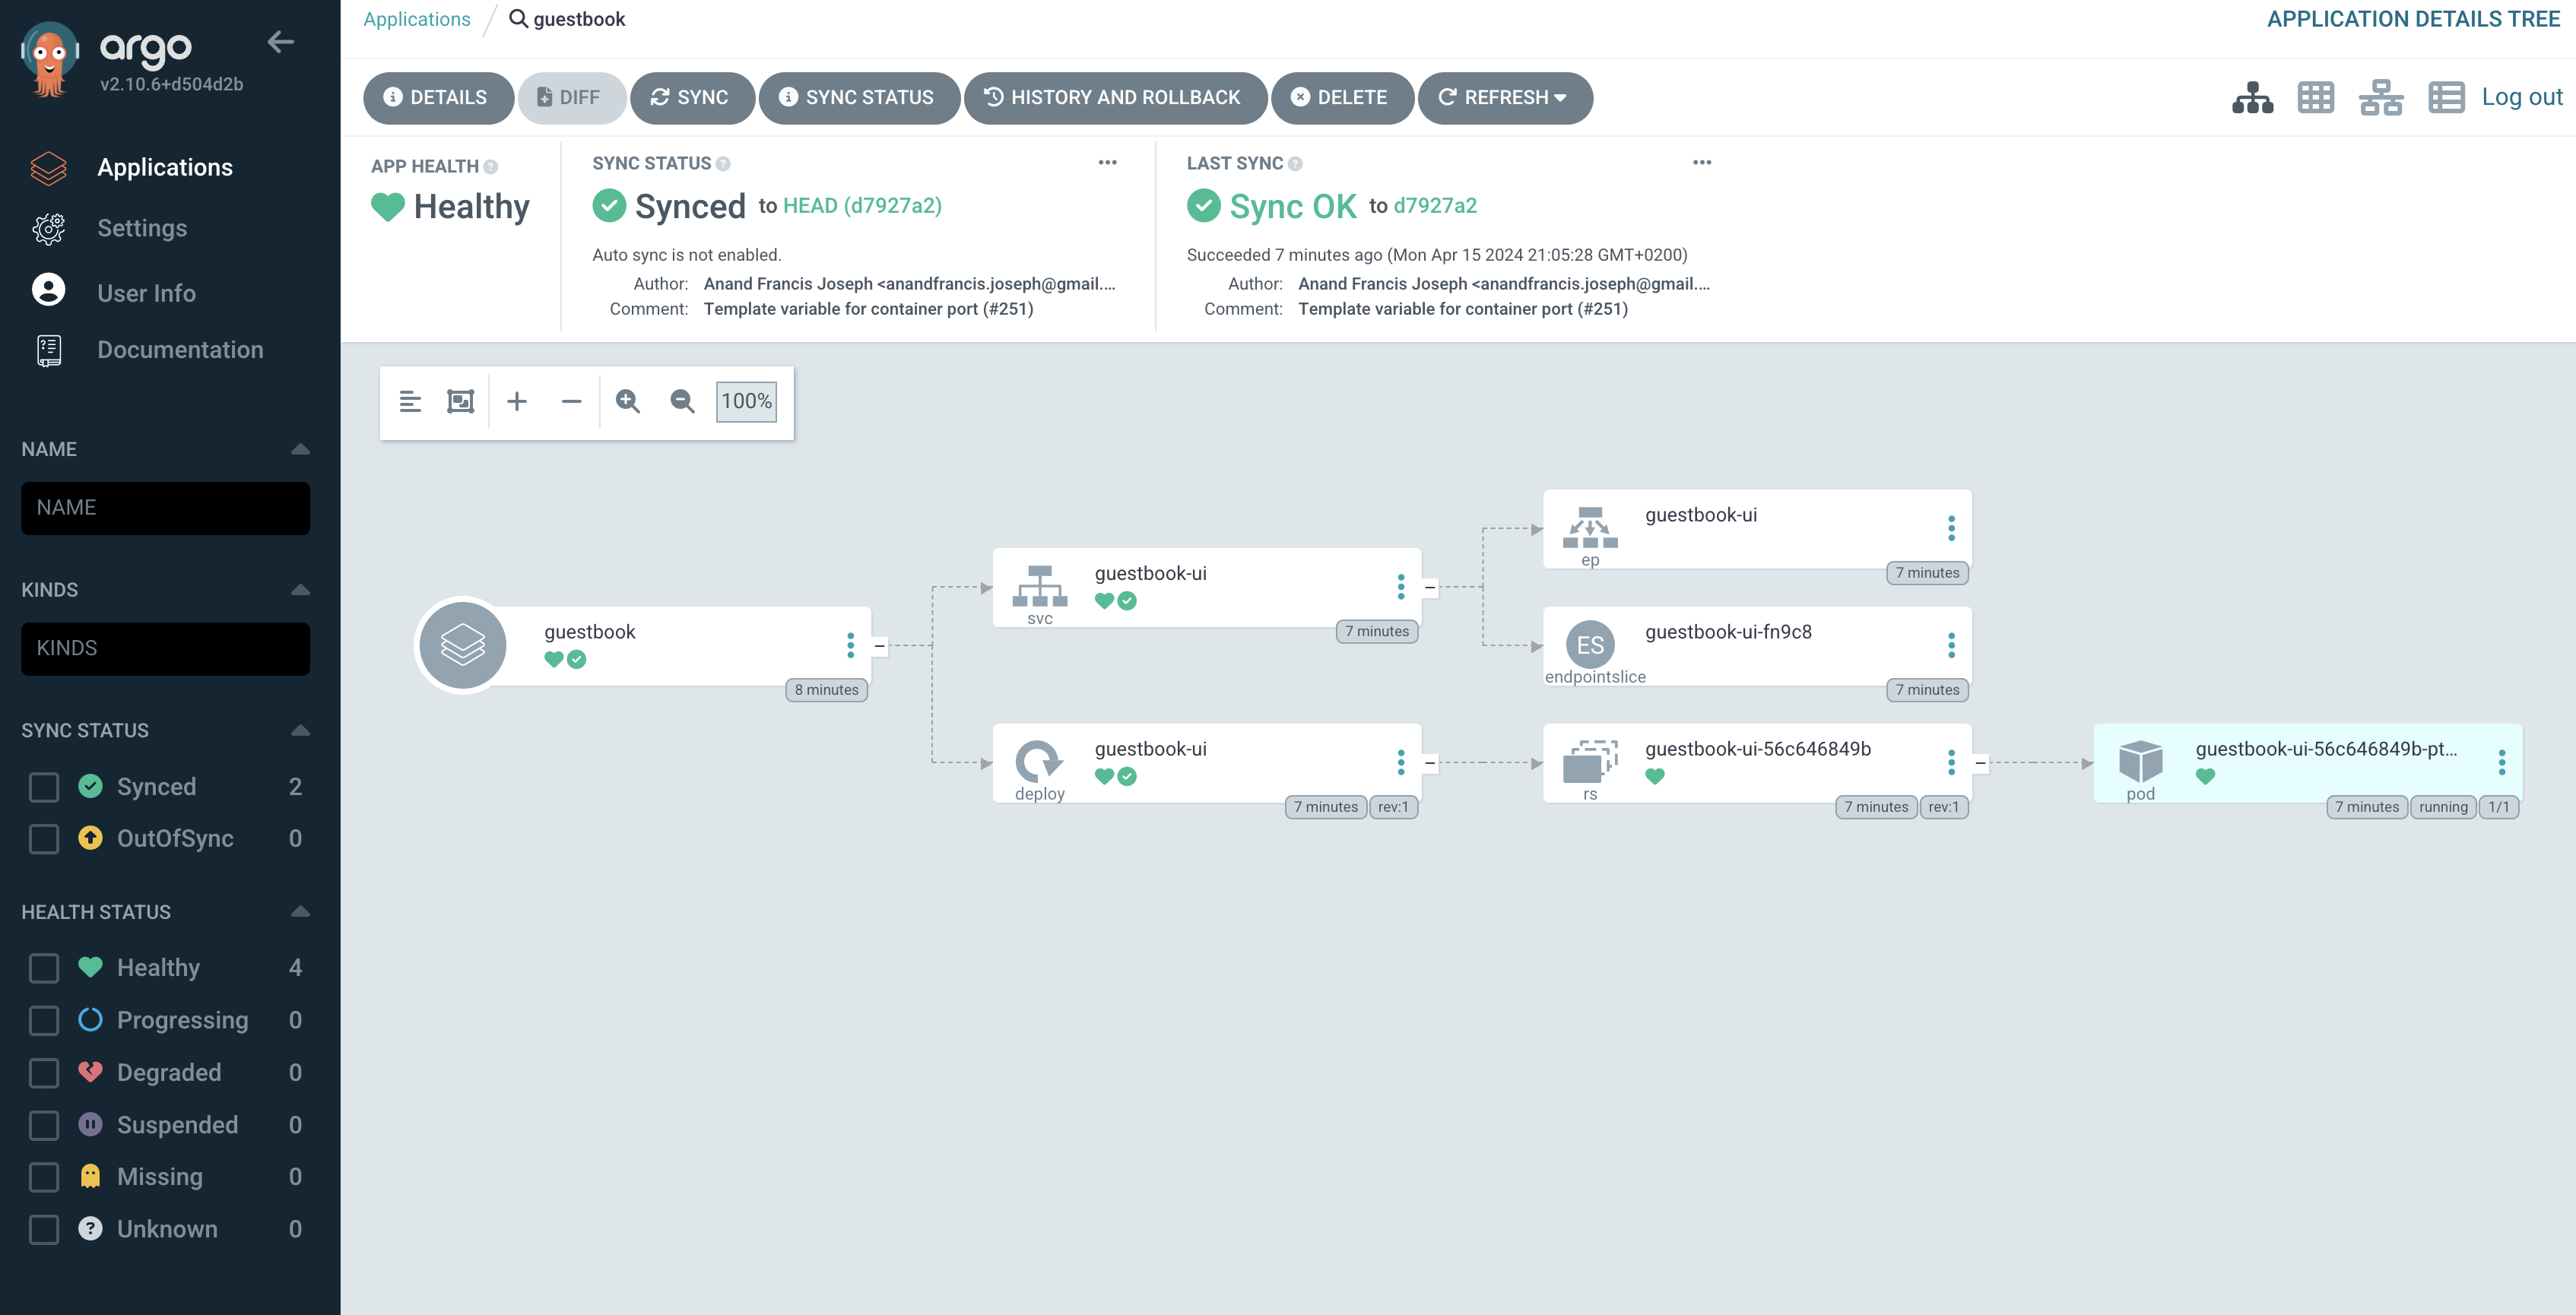 argo
v2.10.6+d504d2b
Applications
Settings
User Info
Documentation
NAME
NAME
KINDS
KINDS
SYNC STATUS
Synced 2
OutOfSync 0
HEALTH STATUS
Healthy 4
Progressing 0
Degraded 0
Suspended 0
Missing 0
Unknown 0
Applications / guestbook
APPLICATION DETAILS TREE
DETAILS DIFF SYNC SYNC STATUS HISTORY AND ROLLBACK DELETE REFRESH
Log out
APP HEALTH
Healthy
SYNC STATUS
Synced to HEAD (d7927a2)
Auto sync is not enabled.
Author: Anand Francis Joseph <anandfrancis.joseph@gmail....
Comment: Template variable for container port (#251)
LAST SYNC
Sync OK to d7927a2
Succeeded 7 minutes ago (Mon Apr 15 2024 21:05:28 GMT+0200)
Author: Anand Francis Joseph <anandfrancis.joseph@gmail....
Comment: Template variable for container port (#251)
100%
guestbook
8 minutes
guestbook-ui
svc
7 minutes
guestbook-ui
deploy
7 minutes rev:1
guestbook-ui
ep
7 minutes
ES
guestbook-ui-fn9c8
endpointslice
7 minutes
guestbook-ui-56c646849b
rs
7 minutes rev:1
guestbook-ui-56c646849b-pt...
pod
7 minutes running 1/1